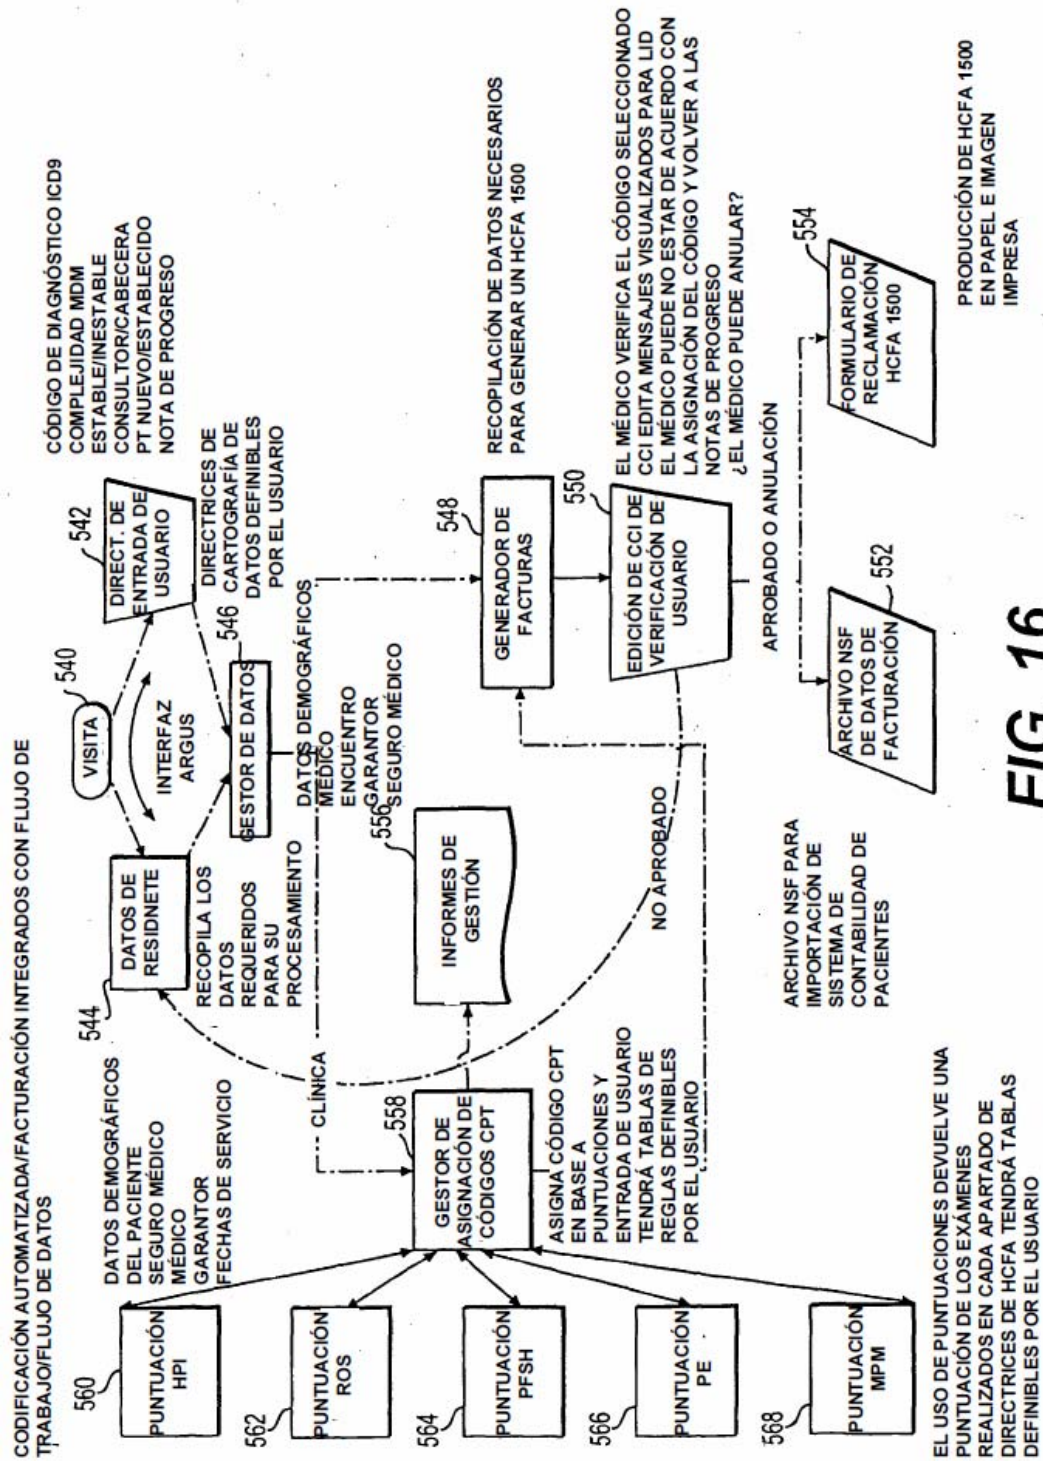 CODIFICACIÓN AUTOMATIZADA/FACTURACIÓN INTEGRADOS CON FLUJO DE
TRABAJO/FLUJO DE DATOS
DATOS DEMOGRÁFICOS
DEL PACIENTE
SEGURO MÉDICO
MÉDICO
GARANTOR
FECHAS DE SERVICIO
544
DATOS DE
RESIDNETE
RECOPILA LOS
DATOS
REQUERIDOS
PARA SU
PROCESAMIENTO
540
VISITA
INTERFAZ
ARGUS
542
DIRECT. DE
ENTRADA DE
USUARIO
CÓDIGO DE DIAGNÓSTICO ICD9
COMPLEJIDAD MDM
ESTABLE/INESTABLE
CONSULTOR/CABECERA
PT NUEVO/ESTABLECIDO
NOTA DE PROGRESO
DIRECTRICES DE
CARTOGRAFÍA DE
DATOS DEFINIBLES
POR EL USUARIO
546
GESTOR DE DATOS
DATOS DEMOGRÁFICOS
MÉDICO
ENCUENTRO
GARANTOR
SEGURO MÉDICO
CLÍNICA
560
PUNTUACIÓN
HPI
562
PUNTUACIÓN
ROS
564
PUNTUACIÓN
PFSH
566
PUNTUACIÓN
PE
568
PUNTUACIÓN
MPM
558
GESTOR DE
ASIGNACIÓN DE
CÓDIGOS CPT
ASIGNA CÓDIGO CPT
EN BASE A
PUNTUACIONES Y
ENTRADA DE USUARIO
TENDRÁ TABLAS DE
REGLAS DEFINIBLES
POR EL USUARIO
556
INFORMES DE
GESTIÓN
548
GENERADOR DE
FACTURAS
RECOPILACIÓN DE DATOS NECESARIOS
PARA GENERAR UN HCFA 1500
550
EDICIÓN DE CCI DE
VERIFICACIÓN DE
USUARIO
EL MÉDICO VERIFICA EL CÓDIGO SELECCIONADO
CCI EDITA MENSAJES VISUALIZADOS PARA LID
EL MÉDICO PUEDE NO ESTAR DE ACUERDO CON
LA ASIGNACIÓN DEL CÓDIGO Y VOLVER A LAS
NOTAS DE PROGRESO
¿EL MÉDICO PUEDE ANULAR?
NO APROBADO
APROBADO O ANULACIÓN
552
ARCHIVO NSF
DE DATOS DE
FACTURACIÓN
554
FORMULARIO DE
RECLAMACIÓN
HCFA 1500
ARCHIVO NSF PARA
IMPORTACIÓN DE
SISTEMA DE
CONTABILIDAD DE
PACIENTES
PRODUCCIÓN DE HCFA 1500
EN PAPEL E IMAGEN
IMPRESA
EL USO DE PUNTUACIONES DEVUELVE UNA
PUNTUACIÓN DE LOS EXÁMENES
REALIZADOS EN CADA APARTADO DE
DIRECTRICES DE HCFA TENDRÁ TABLAS
DEFINIBLES POR EL USUARIO
FIG. 16